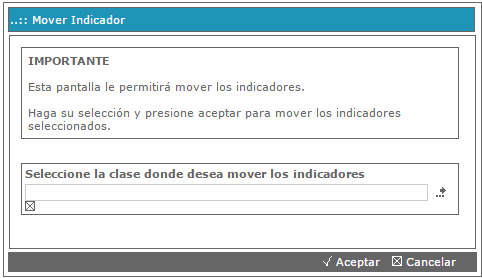 ..:: Mover Indicador
IMPORTANTE
Esta pantalla le permitirá mover los indicadores.
Haga su selección y presione aceptar para mover los indicadores
seleccionados.
Seleccione la clase donde desea mover los indicadores
Aceptar Cancelar